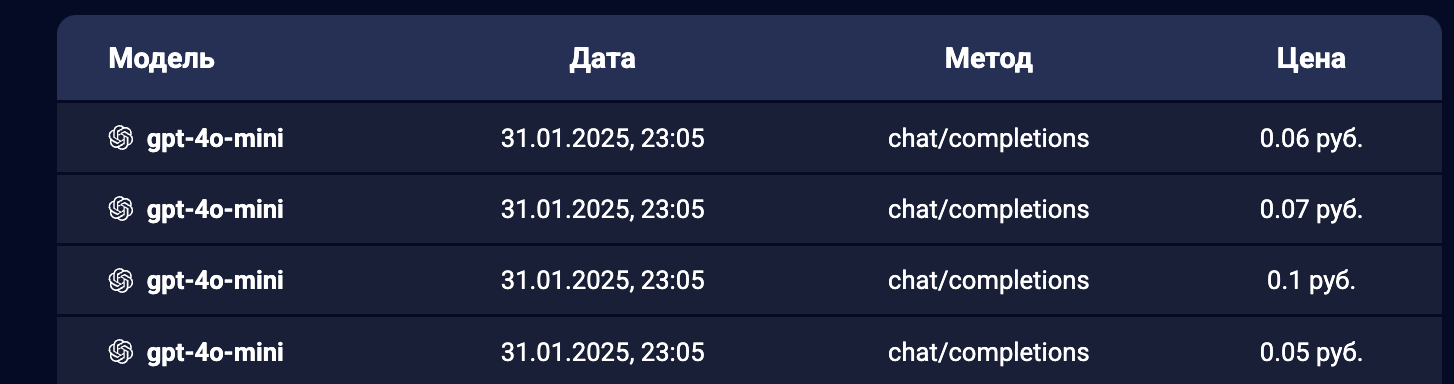 Модель Дата Метод Цена
gpt-4o-mini 31.01.2025, 23:05 chat/completions 0.06 руб.
gpt-4o-mini 31.01.2025, 23:05 chat/completions 0.07 руб.
gpt-4o-mini 31.01.2025, 23:05 chat/completions 0.1 руб.
gpt-4o-mini 31.01.2025, 23:05 chat/completions 0.05 руб.